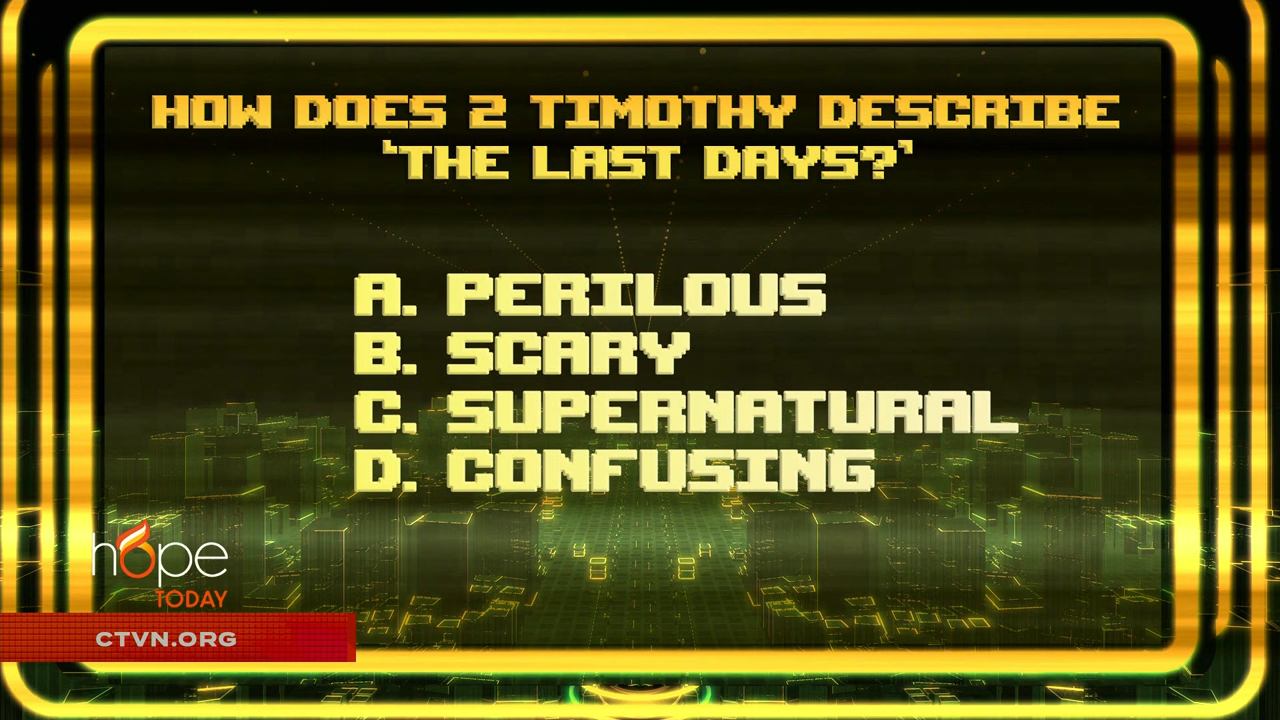 HOW DOES 2 TIMOTHY DESCRIBE
'THE LAST DAYS?'
A. PERILOUS
B. SCARY
C. SUPERNATURAL
D. CONFUSING
hope
TODAY
CTVN.ORG